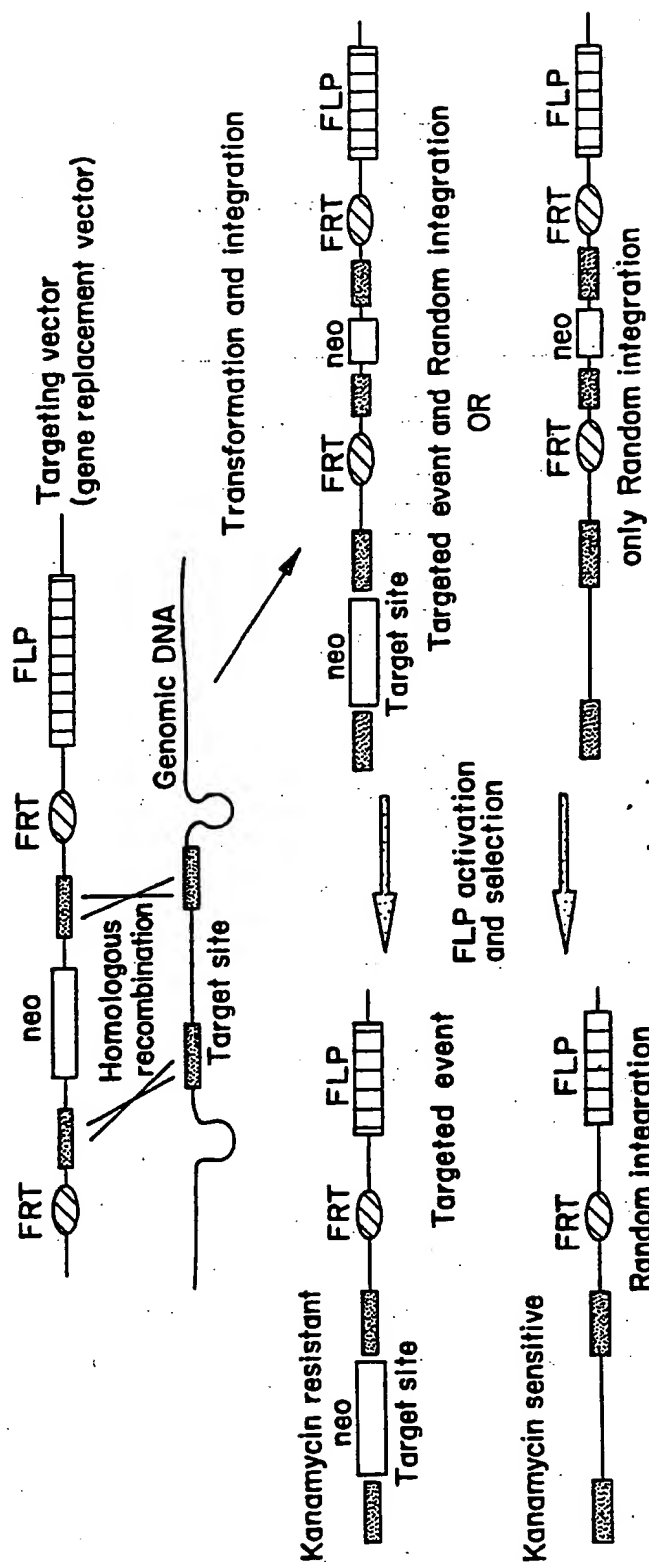 FRT
neo
FRT
FLP
Targeting vector
(gene replacement vector)
Homologous
recombination
Target site
Genomic DNA
Transformation and integration
Kanamycin resistant
neo
Target site
FRT
FLP
Targeted event
FLP activation
and selection
neo
Target site
FRT
neo
FRT
FLP
Targeted event and Random integration
OR
Kanamycin sensitive
FRT
FLP
Random integration
FRT
neo
FRT
FLP
only Random integration